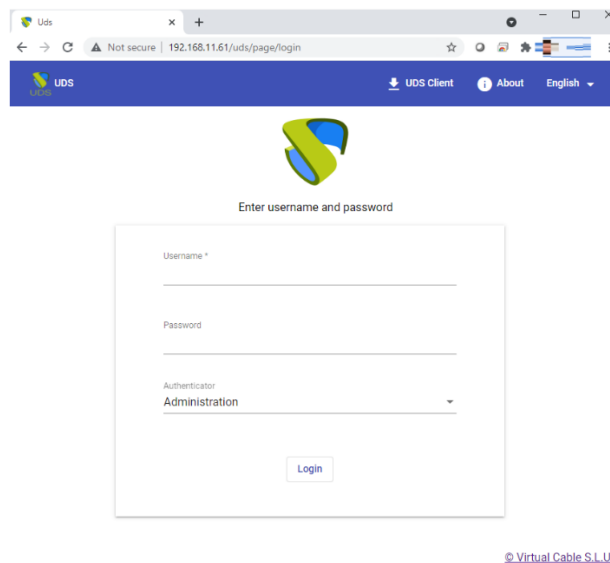 Uds
Not secure | 192.168.11.61/uds/page/login
UDS
UDS
UDS Client
About
English
Enter username and password
Username *
Password
Authenticator
Administration
Login
© Virtual Cable S.L.U